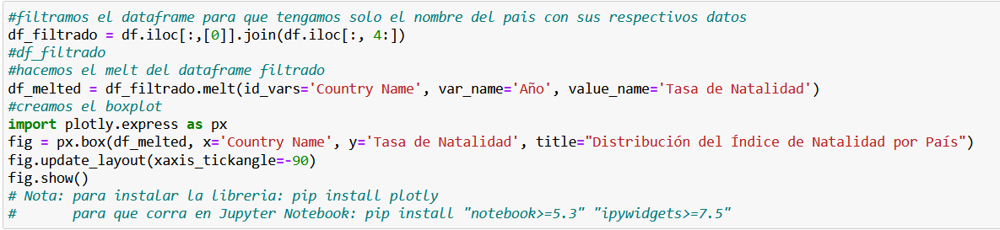 #filtramos el dataframe para que tengamos solo el nombre del pais con sus respectivos datos
df_filtrado = df.iloc[:,[0]].join(df.iloc[:, 4:])
#df_filtrado
#hacemos el melt del dataframe filtrado
df_melted = df_filtrado.melt(id_vars='Country Name', var_name='Año', value_name='Tasa de Natalidad')
#creamos el boxplot
import plotly.express as px
fig = px.box(df_melted, x='Country Name', y='Tasa de Natalidad', title="Distribución del Índice de Natalidad por País")
fig.update_layout(xaxis_tickangle=-90)
fig.show()
# Nota: para instalar la libreria: pip install plotly
#       para que corra en Jupyter Notebook: pip install "notebook>=5.3" "ipywidgets>=7.5"